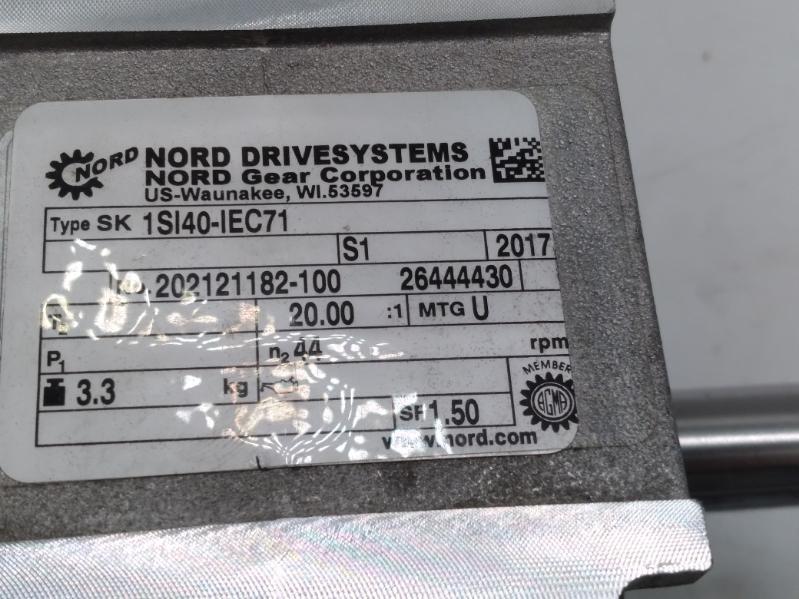 NORD NORD DRIVESYSTEMS
NORD Gear Corporation
US-Waunakee, WI.53597
Type SK 1SI40-IEC71
S1 2017
No. 202121182-100 26444430
T2 20.00 :1 MTG U
P1 n2 44 rpm
3.3 kg
SF 1.50
MEMBER
AGMA
www.nord.com